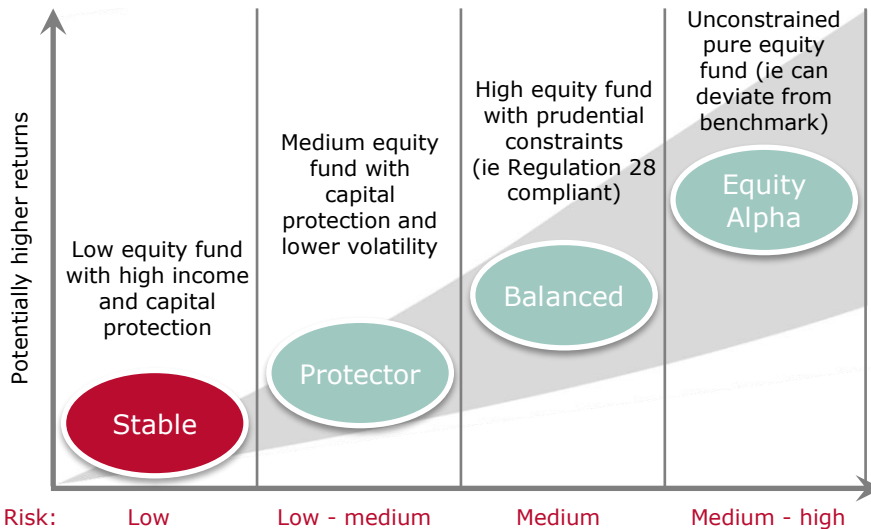 Potentially higher returns
Low equity fund
with high income
and capital
protection
Stable
Medium equity
fund with
capital
protection and
lower volatility
Protector
High equity fund
with prudential
constraints
(ie Regulation 28
compliant)
Balanced
Unconstrained
pure equity
fund (ie can
deviate from
benchmark)
Equity
Alpha
Risk:
Low
Low - medium
Medium
Medium - high